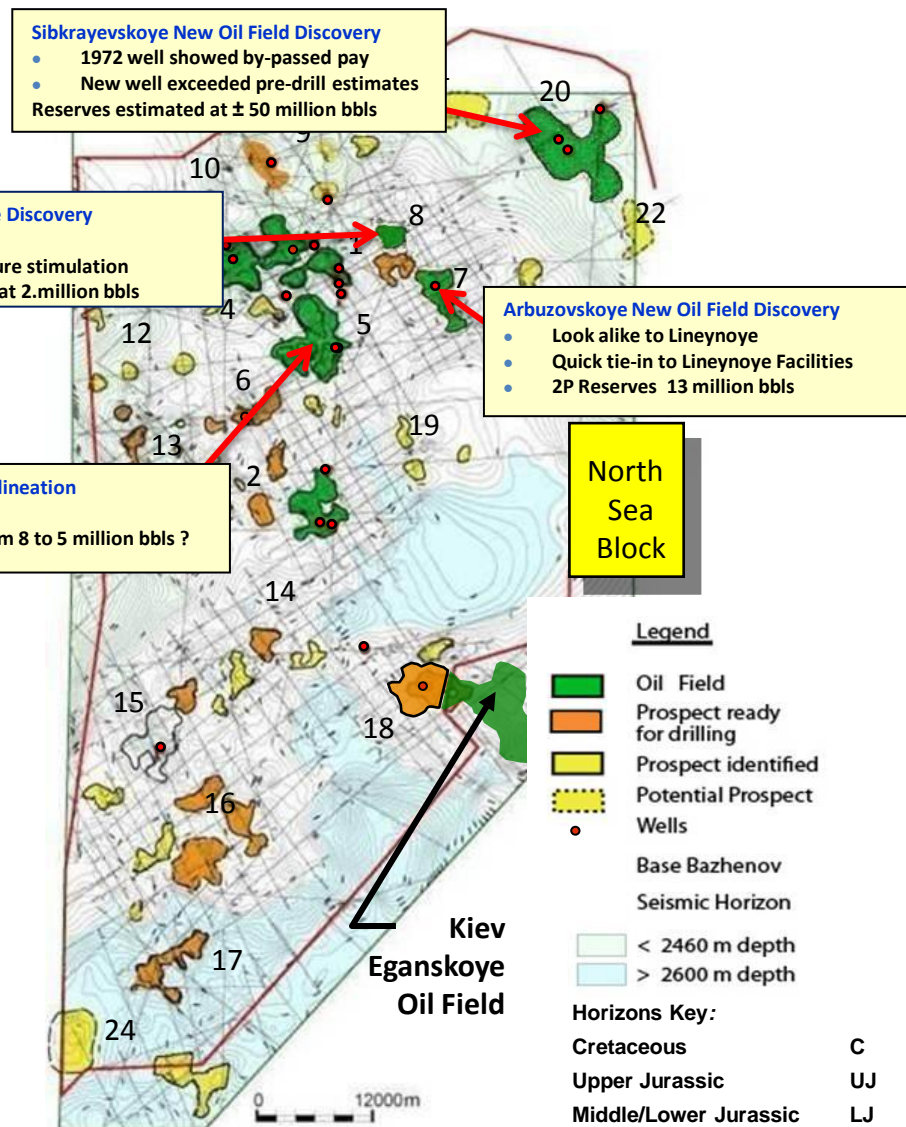 Sibkrayevskoye New Oil Field Discovery
• 1972 well showed by-passed pay
• New well exceeded pre-drill estimates
Reserves estimated at ± 50 million bbls
20
9
10
22
Discovery
8
ure stimulation
1
at 2.million bbls
7
4
Arbuzovskoye New Oil Field Discovery
• Look alike to Lineynoye
• Quick tie-in to Lineynoye Facilities
• 2P Reserves 13 million bbls
12
5
6
19
13
2
lineation
m 8 to 5 million bbls ?
North
Sea
Block
14
15
18
16
17
24
Kiev
Eganskoye
Oil Field
0 12000m
Legend
Oil Field
Prospect ready
for drilling
Prospect identified
Potential Prospect
Wells
Base Bazhenov
Seismic Horizon
< 2460 m depth
> 2600 m depth
Horizons Key:
Cretaceous C
Upper Jurassic UJ
Middle/Lower Jurassic LJ